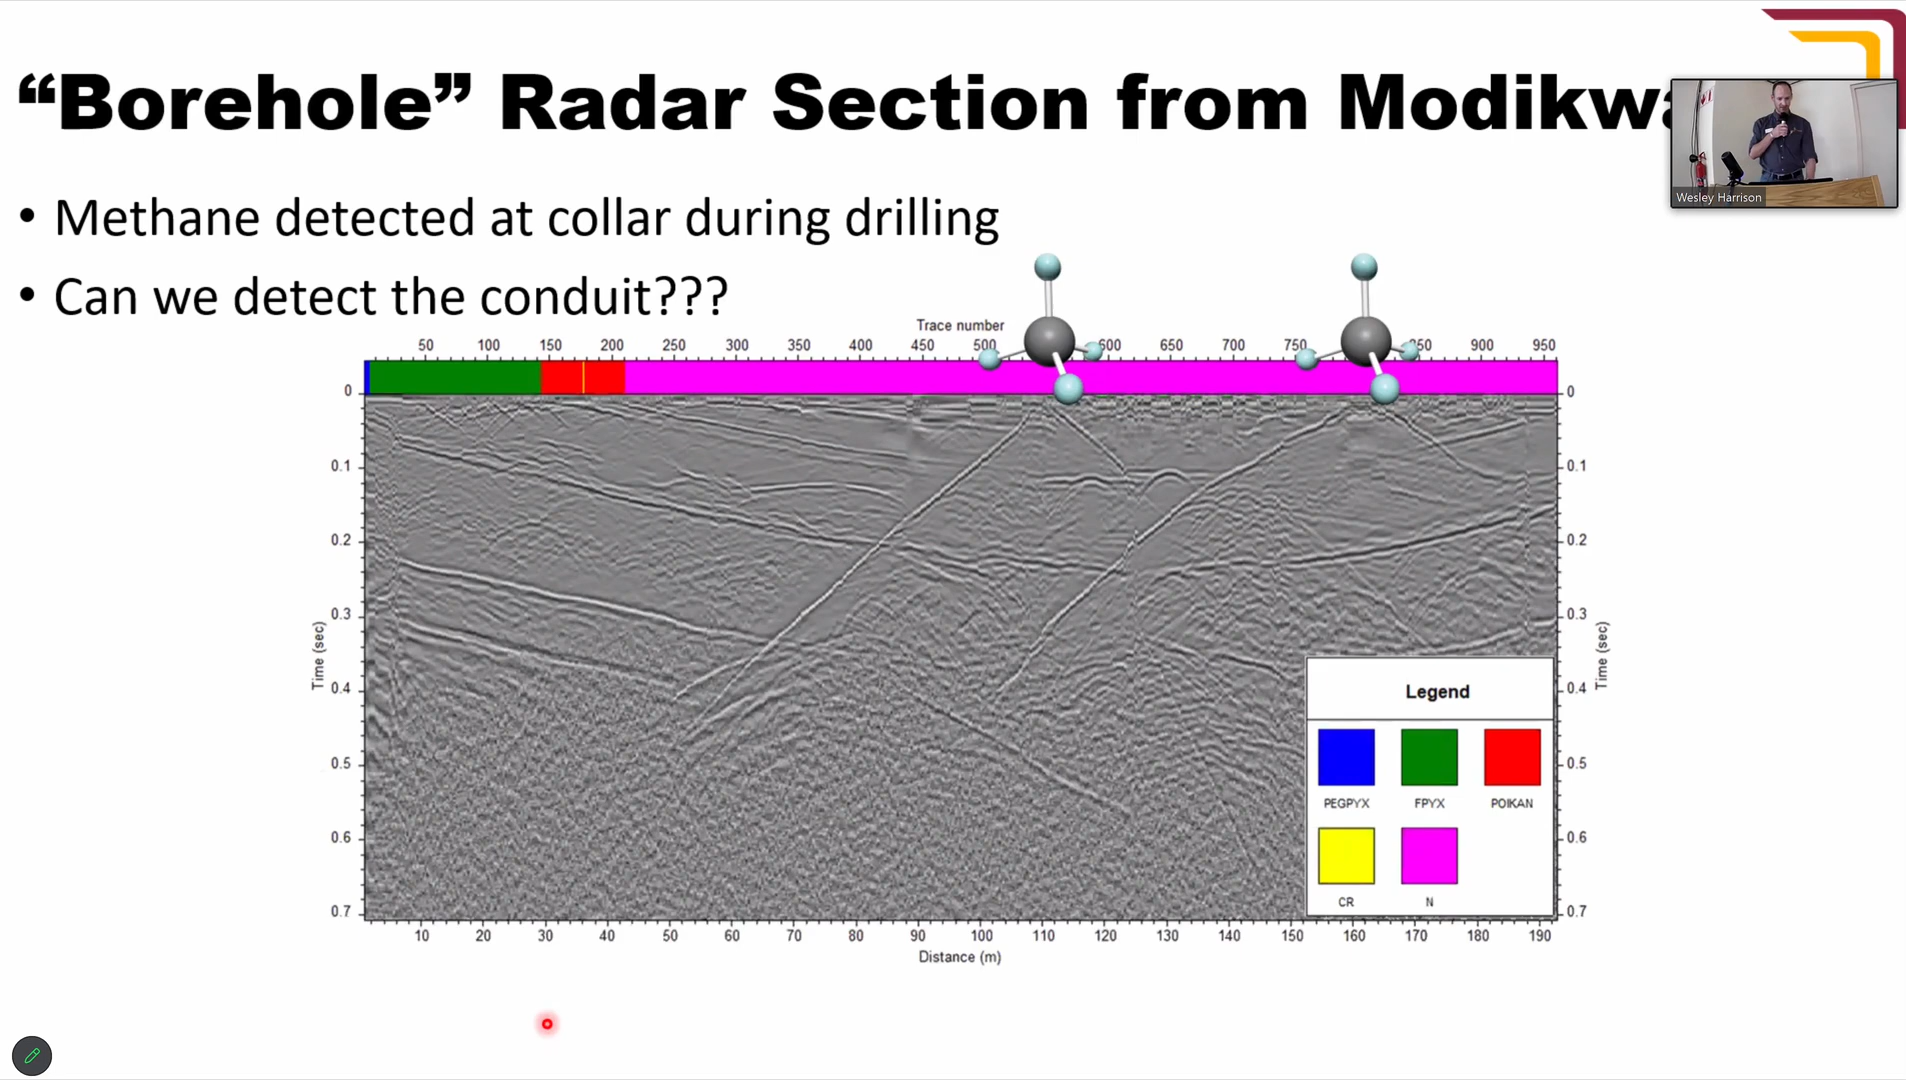 “Borehole” Radar Section from Modikwa
Wesley Harrison
• Methane detected at collar during drilling
• Can we detect the conduit???
Trace number
50 100 150 200 250 300 350 400 450 500 600 650 700 750 850 900 950
0 0
0.1 0.1
0.2 0.2
0.3 0.3
Time (sec) Time (sec)
0.4 0.4
0.5 0.5
0.6 0.6
0.7 0.7
Legend
PEGPYX FPYX POIKAN
CR N
10 20 30 40 50 60 70 80 90 100 110 120 130 140 150 160 170 180 190
Distance (m)